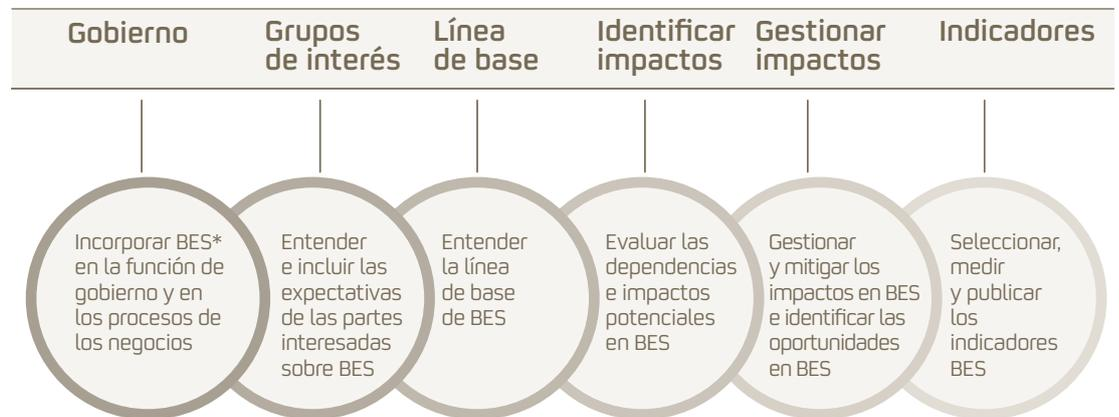 Gobierno
Grupos
de interés
Línea
de base
Identificar
impactos
Gestionar
impactos
Indicadores
Incorporar BES*
en la función de
gobierno y en
los procesos de
los negocios
Entender
e incluir las
expectativas
de las partes
interesadas
sobre BES
Entender
la línea
de base
de BES
Evaluar las
dependencias
e impactos
potenciales
en BES
Gestionar
y mitigar los
impactos en BES
e identificar las
oportunidades
en BES
Seleccionar,
medir
y publicar
los
indicadores
BES